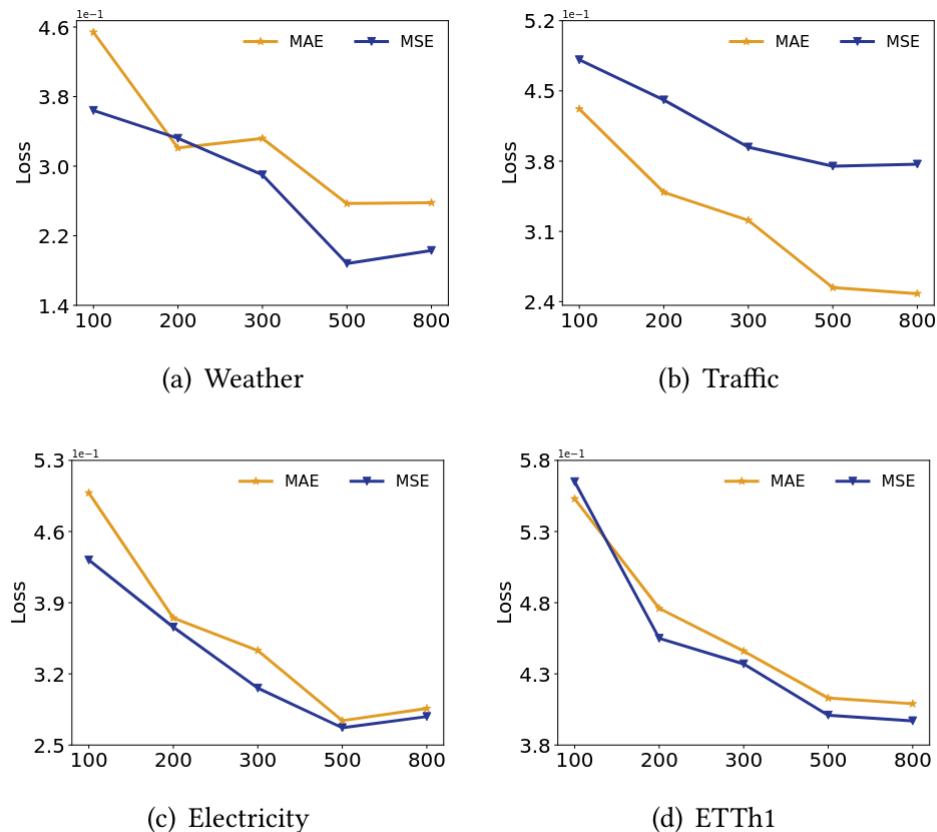 1e−1
4.6
MAE
MSE
3.8
3.0
2.2
1.4
Loss
100 200 300 500 800
(a) Weather
1e−1
5.2
MAE
MSE
4.5
3.8
3.1
2.4
Loss
100 200 300 500 800
(b) Traffic
1e−1
5.3
MAE
MSE
4.6
3.9
3.2
2.5
Loss
100 200 300 500 800
(c) Electricity
1e−1
5.8
MAE
MSE
5.3
4.8
4.3
3.8
Loss
100 200 300 500 800
(d) ETTh1